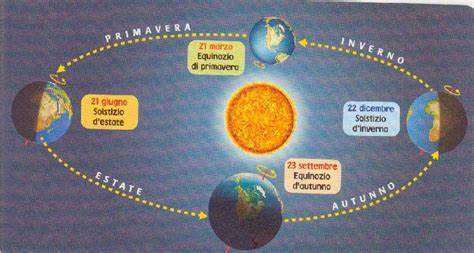 PRIMAVERA
21 marzo
Equinozio
di primavera
INVERNO
21 giugno
Solstizio
d'estate
22 dicembre
Solstizio
d'inverno
23 settembre
Equinozio
d'autunno
ESTATE
AUTUNNO